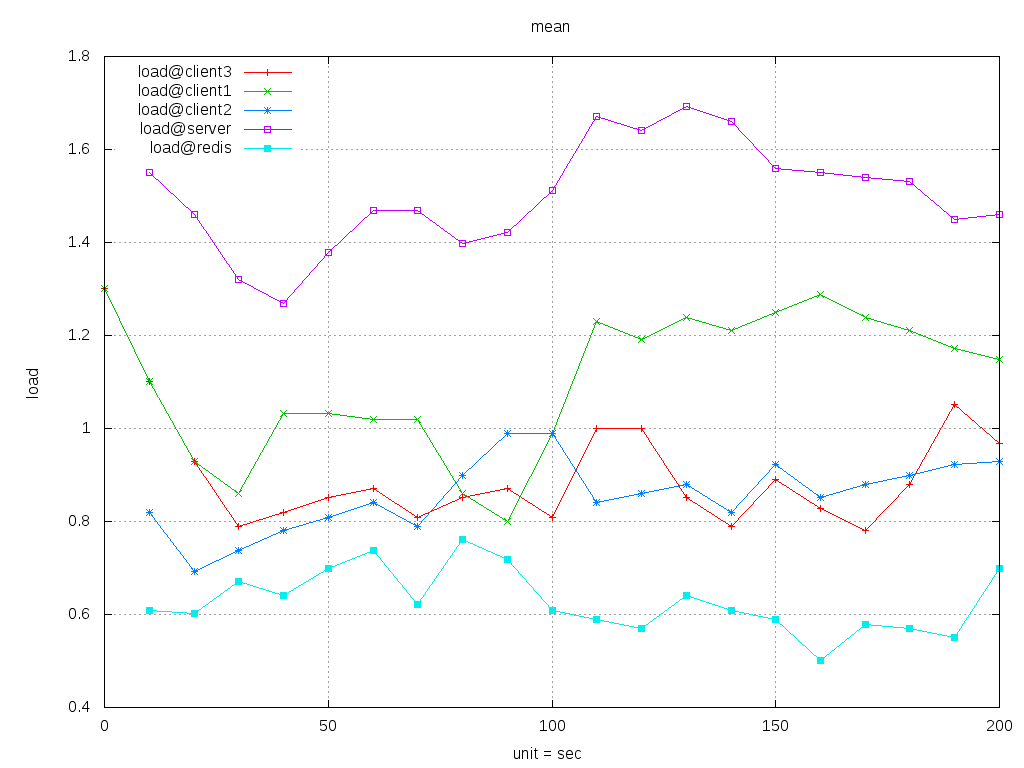 mean
1.8
load@client3
load@client1
load@client2
load@server
load@redis
1.6
1.4
1.2
load
1
0.8
0.6
0.4
0 50 100 150 200
unit = sec